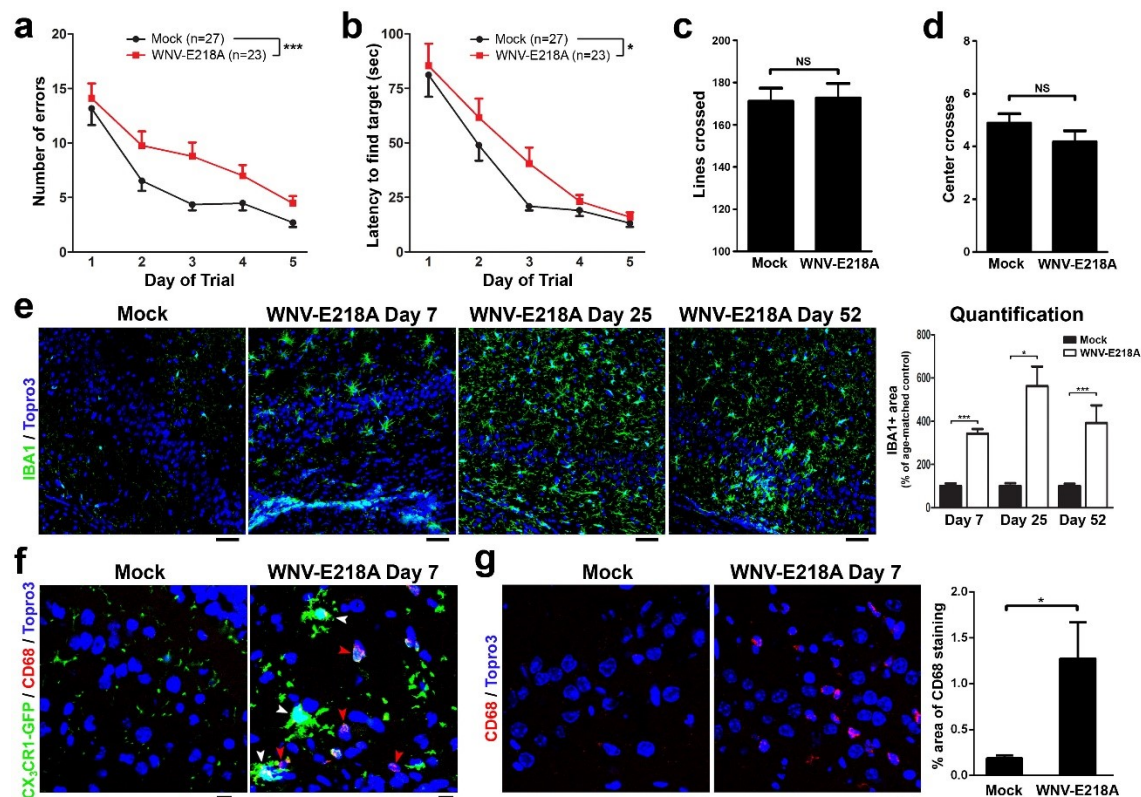 a
Mock (n=27)
WNV-E218A (n=23)
***
Number of errors
20
15
10
5
0
1 2 3 4 5
Day of Trial
b
Mock (n=27)
WNV-E218A (n=23)
*
Latency to find target (sec)
100
75
50
25
0
1 2 3 4 5
Day of Trial
c
NS
Lines crossed
200
180
160
140
120
100
Mock WNV-E218A
d
NS
Center crosses
8
6
4
2
0
Mock WNV-E218A
e
Mock
WNV-E218A Day 7
WNV-E218A Day 25
WNV-E218A Day 52
IBA1 / Topro3
Quantification
Mock
WNV-E218A
IBA1+ area
(% of age-matched control)
800
600
400
200
0
***
*
***
Day 7 Day 25 Day 52
f
Mock
WNV-E218A Day 7
CX3CR1-GFP / CD68 / Topro3
g
Mock
WNV-E218A Day 7
CD68 / Topro3
% area of CD68 staining
2.0
1.5
1.0
0.5
0.0
*
Mock WNV-E218A